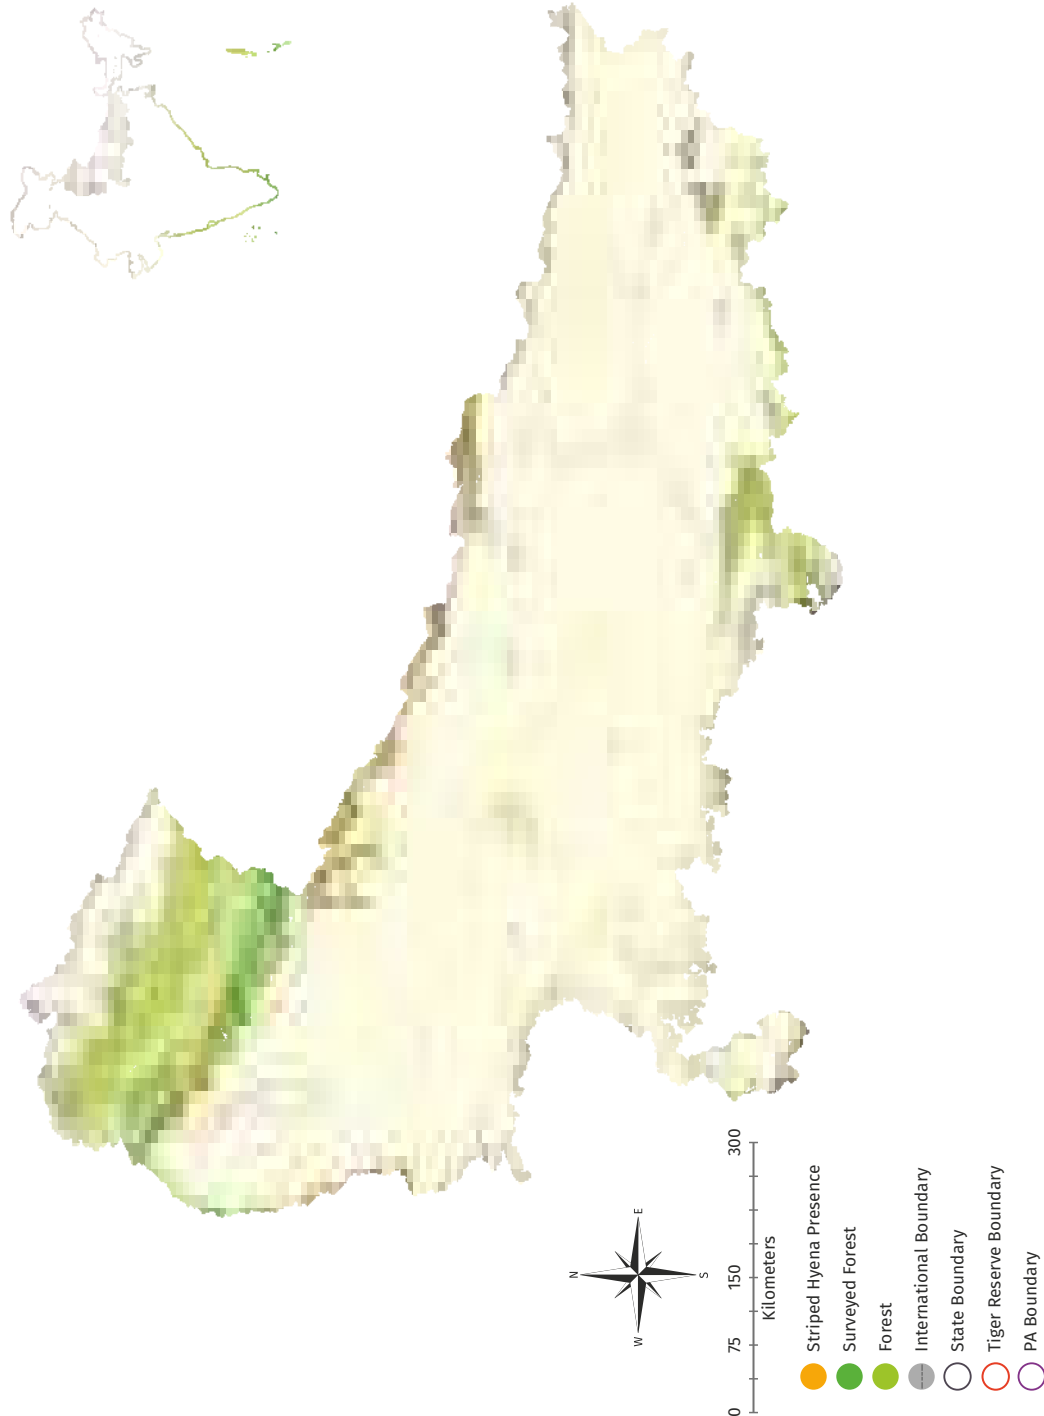 N
E
S
W
0 75 150 300
Kilometers
Striped Hyena Presence
Surveyed Forest
Forest
International Boundary
State Boundary
Tiger Reserve Boundary
PA Boundary